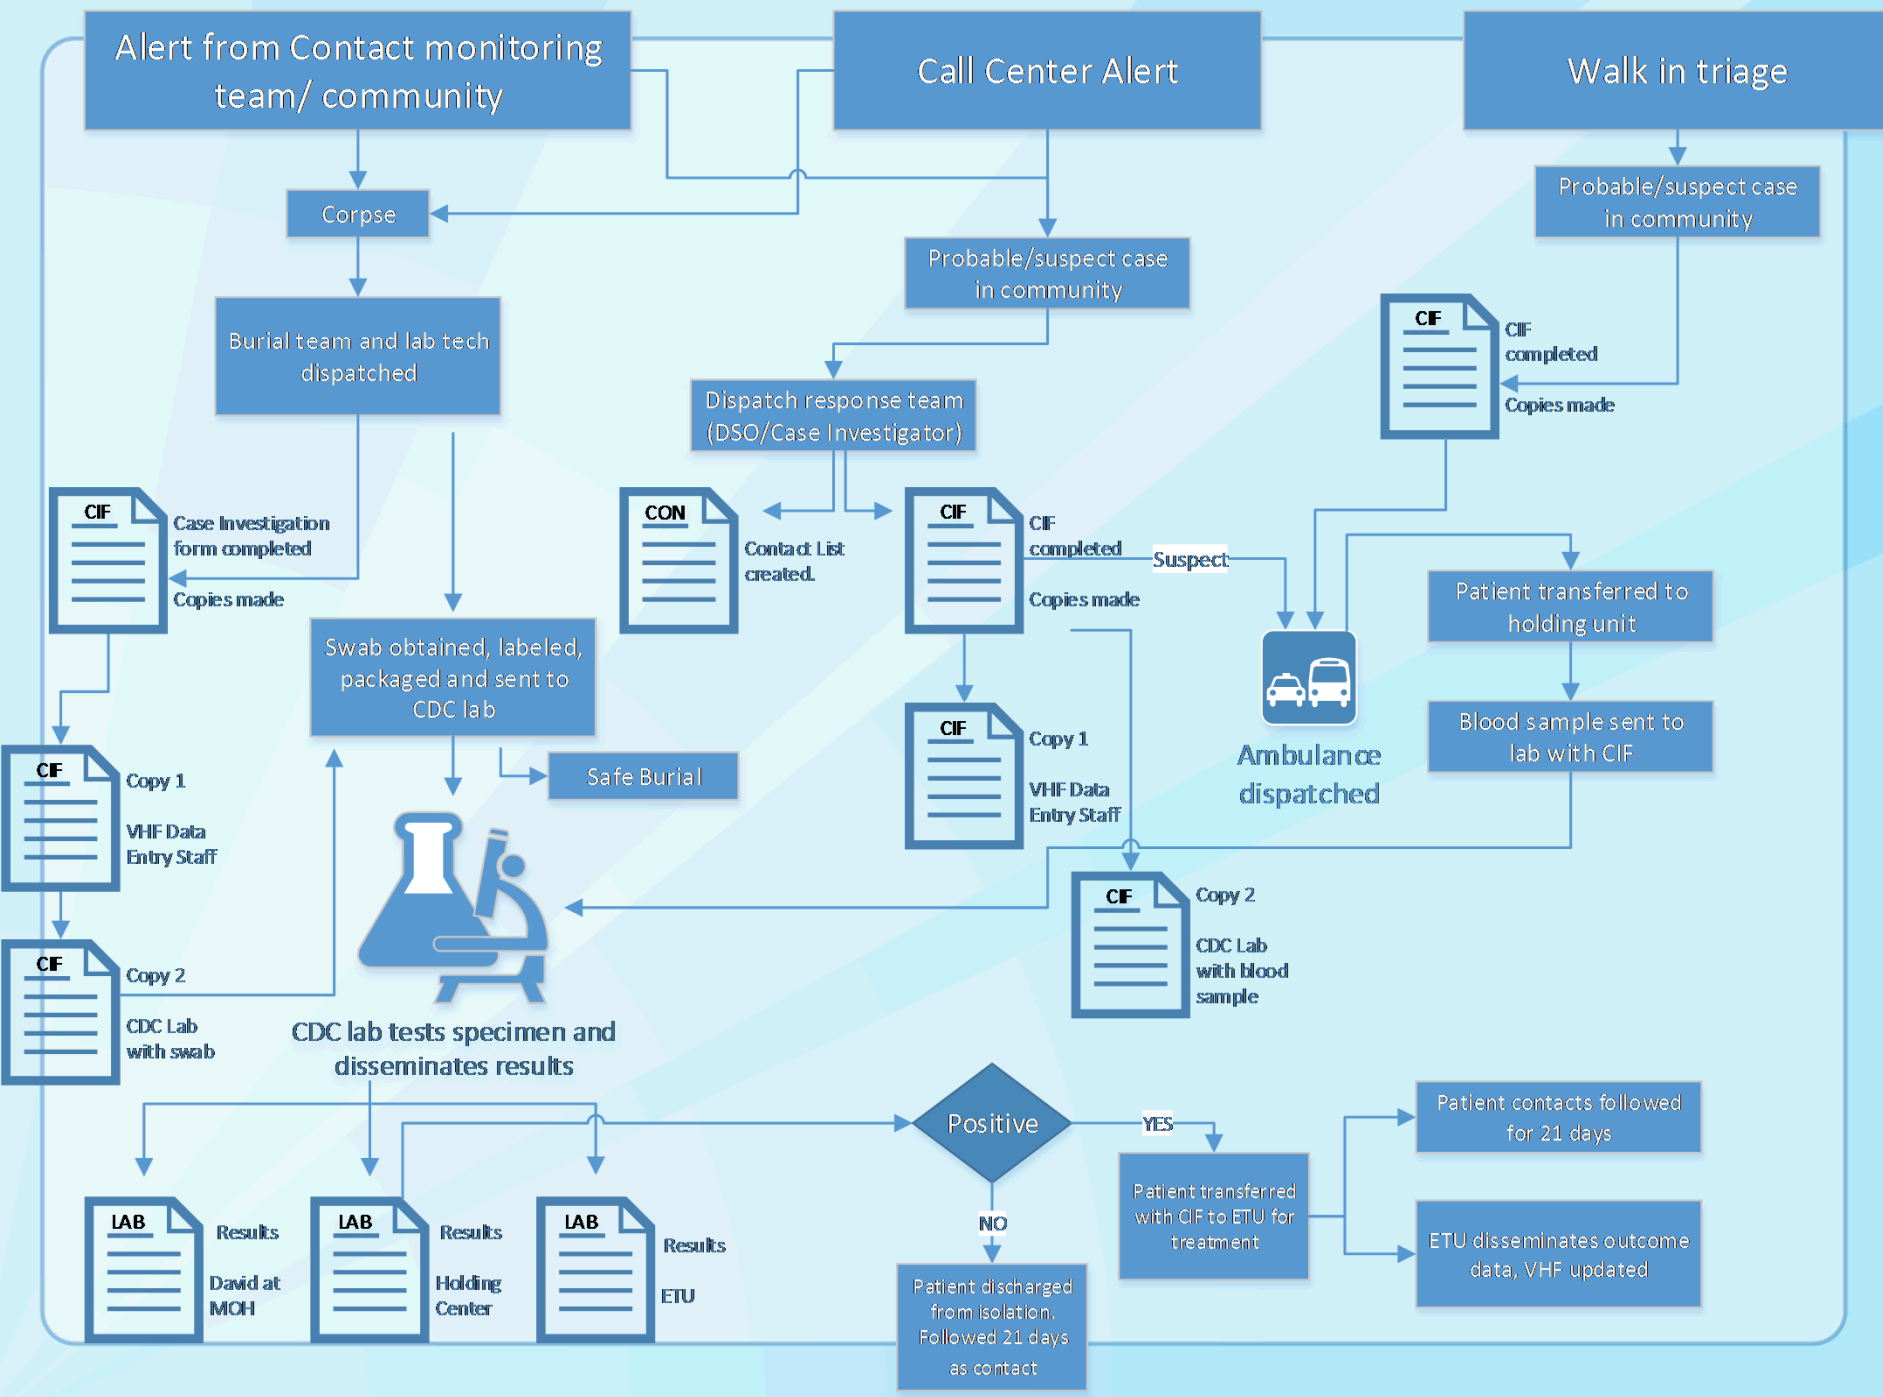 Alert from Contact monitoring
team/ community
Call Center Alert
Walk in triage
Corpse
Probable/suspect case
in community
Probable/suspect case
in community
Burial team and lab tech
dispatched
Dispatch response team
(DSO/Case Investigator)
CIF
CIF
completed
Copies made
CIF
Case Investigation
form completed
Copies made
CON
Contact List
created.
CIF
CIF
completed
Copies made
Suspect
Patient transferred to
holding unit
Swab obtained, labeled,
packaged and sent to
CDC lab
Safe Burial
Ambulance
dispatched
Blood sample sent to
lab with CIF
CIF
Copy 1
VHF Data
Entry Staff
CIF
Copy 1
VHF Data
Entry Staff
CIF
Copy 2
CDC Lab
with swab
CIF
Copy 2
CDC Lab
with blood
sample
CDC lab tests specimen and
disseminates results
LAB
Results
David at
MOH
LAB
Results
Holding
Center
LAB
Results
ETU
Positive
YES
NO
Patient transferred
with CIF to ETU for
treatment
Patient contacts followed
for 21 days
ETU disseminates outcome
data, VHF updated
Patient discharged
from isolation.
Followed 21 days
as contact